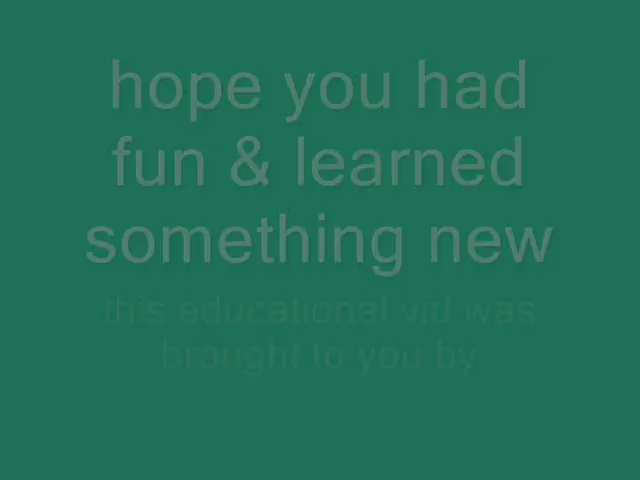 hope you had
fun & learned
something new
this educational vid was
brought to you by